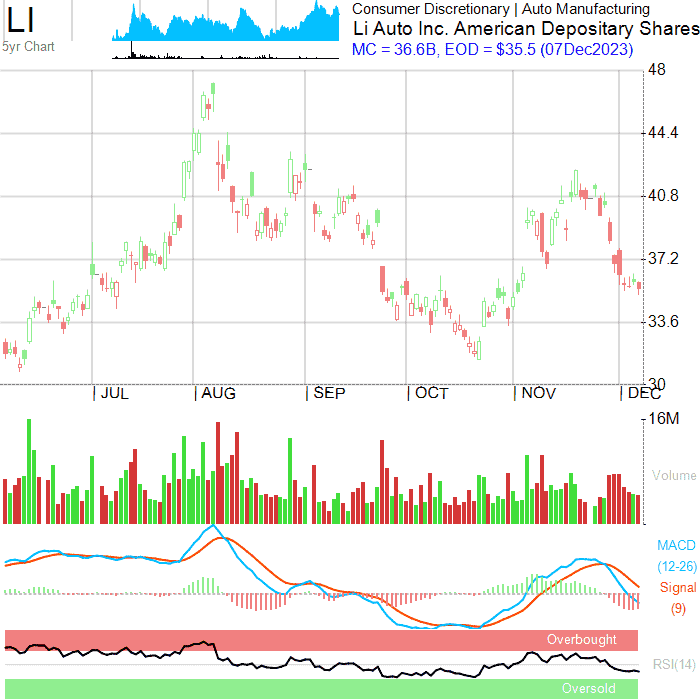 LI
5yr Chart
Consumer Discretionary | Auto Manufacturing
Li Auto Inc. American Depositary Shares
MC = 36.6B, EOD = $35.5 (07Dec2023)
48
44.4
40.8
37.2
33.6
30
| JUL | AUG | SEP | OCT | NOV | DEC
16M
Volume
MACD
(12-26)
Signal
(9)
Overbought
RSI(14)
Oversold